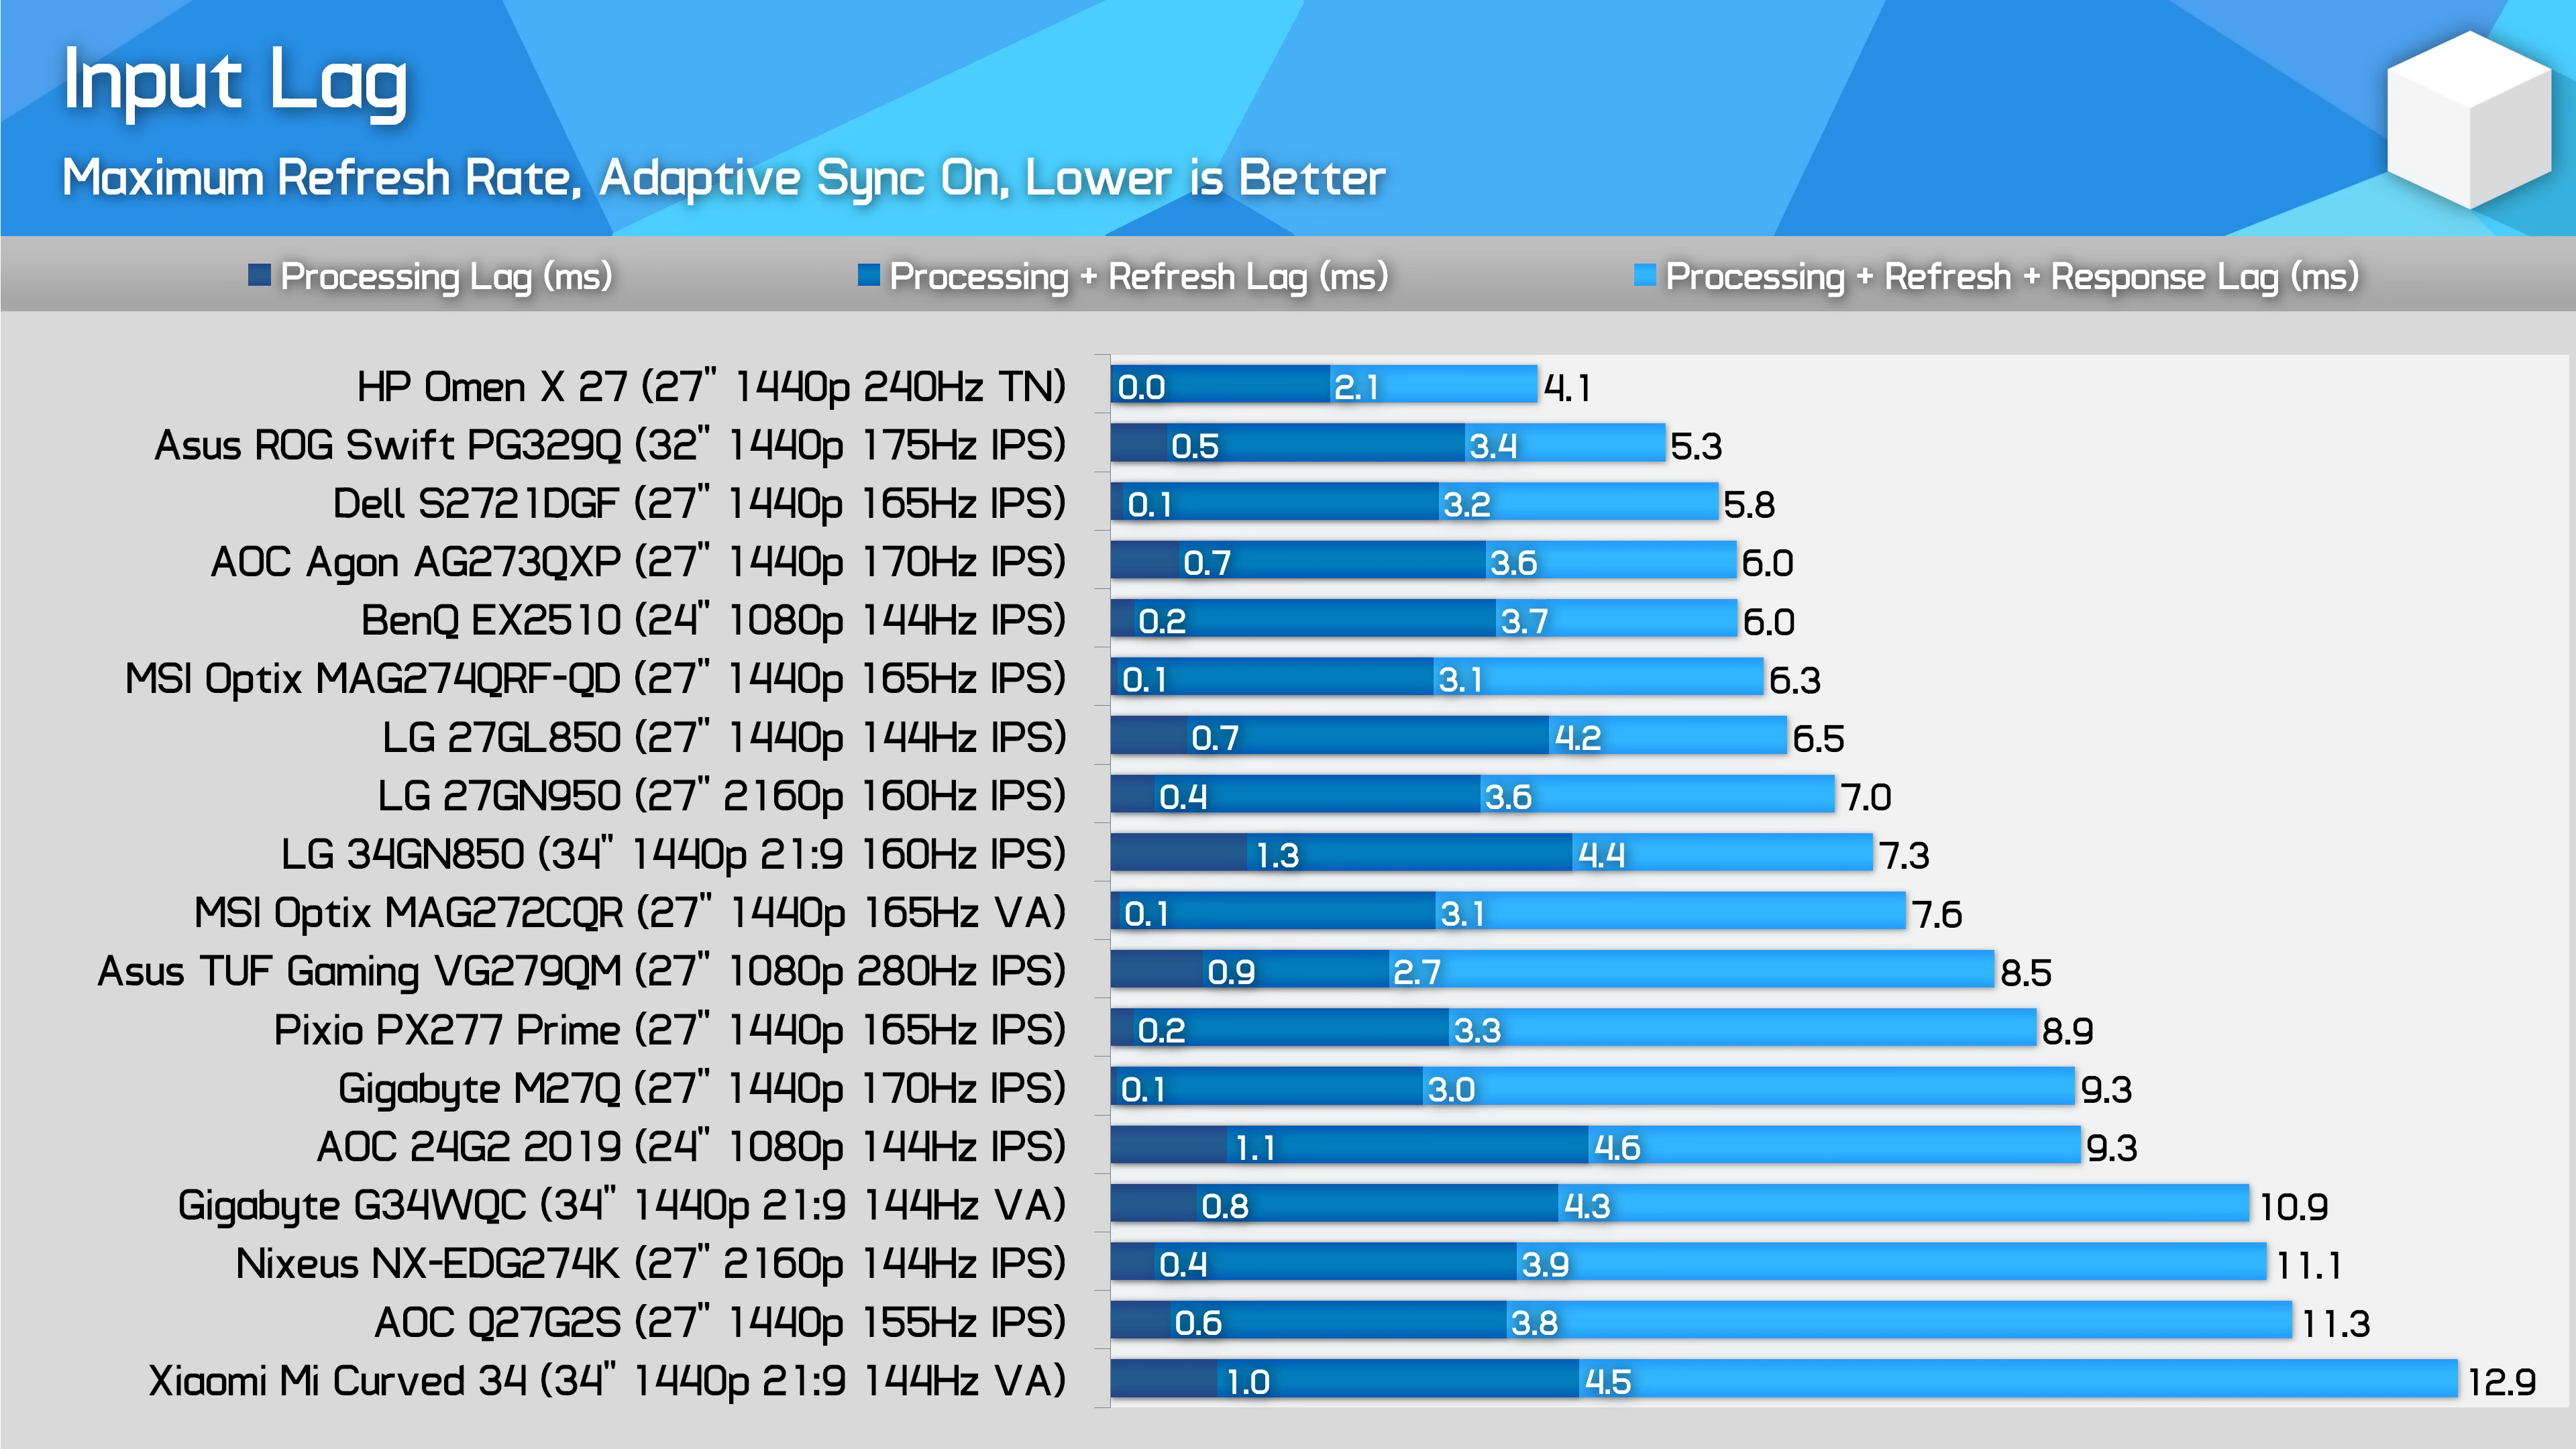 Input Lag
Maximum Refresh Rate, Adaptive Sync On, Lower is Better
Processing Lag (ms) Processing + Refresh Lag (ms) Processing + Refresh + Response Lag (ms)
HP Omen X 27 (27" 1440p 240Hz TN) 0.0 2.1 4.1
Asus ROG Swift PG329Q (32" 1440p 175Hz IPS) 0.5 3.4 5.3
Dell S2721DGF (27" 1440p 165Hz IPS) 0.1 3.2 5.8
AOC Agon AG273QXP (27" 1440p 170Hz IPS) 0.7 3.6 6.0
BenQ EX2510 (24" 1080p 144Hz IPS) 0.2 3.7 6.0
MSI Optix MAG274QRF-QD (27" 1440p 165Hz IPS) 0.1 3.1 6.3
LG 27GL850 (27" 1440p 144Hz IPS) 0.7 4.2 6.5
LG 27GN950 (27" 2160p 160Hz IPS) 0.4 3.6 7.0
LG 34GN850 (34" 1440p 21:9 160Hz IPS) 1.3 4.4 7.3
MSI Optix MAG272CQR (27" 1440p 165Hz VA) 0.1 3.1 7.6
Asus TUF Gaming VG279QM (27" 1080p 280Hz IPS) 0.9 2.7 8.5
Pixio PX277 Prime (27" 1440p 165Hz IPS) 0.2 3.3 8.9
Gigabyte M27Q (27" 1440p 170Hz IPS) 0.1 3.0 9.3
AOC 24G2 2019 (24" 1080p 144Hz IPS) 1.1 4.6 9.3
Gigabyte G34WQC (34" 1440p 21:9 144Hz VA) 0.8 4.3 10.9
Nixeus NX-EDG274K (27" 2160p 144Hz IPS) 0.4 3.9 11.1
AOC Q27G2S (27" 1440p 155Hz IPS) 0.6 3.8 11.3
Xiaomi Mi Curved 34 (34" 1440p 21:9 144Hz VA) 1.0 4.5 12.9